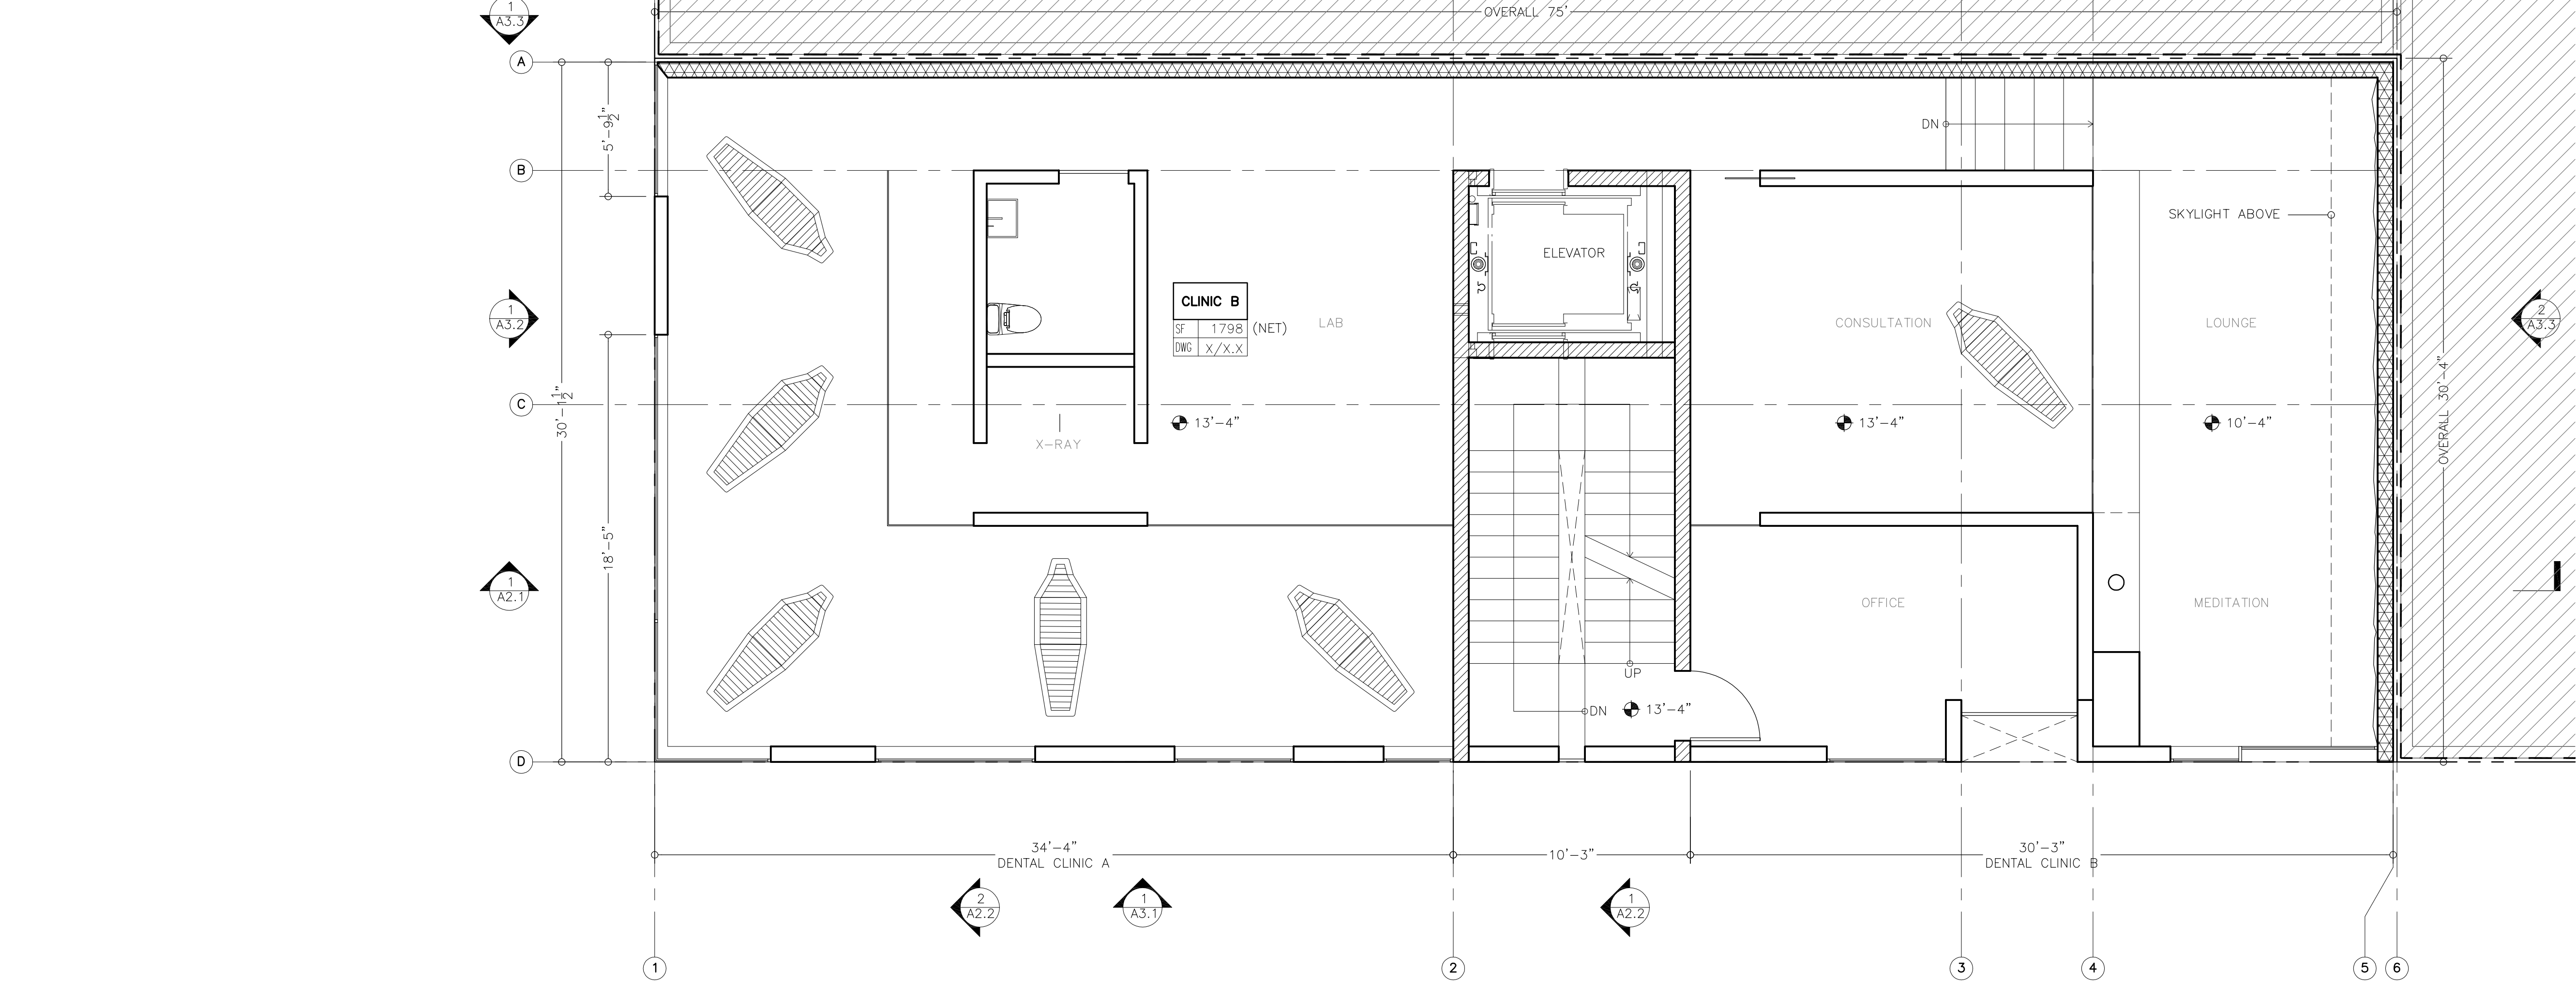 1
A3.3
OVERALL 75'
A
5'-9 1/2"
DN
B
SKYLIGHT ABOVE
ELEVATOR
CLINIC B
SF 1798 (NET)
DWG X/X.X
LAB
CONSULTATION
LOUNGE
1
A3.2
2
A3.3
30'-1 1/2"
OVERALL 30'-4"
C
13'-4"
13'-4"
10'-4"
X-RAY
18'-5"
1
A2.1
OFFICE
MEDITATION
UP
DN
13'-4"
D
34'-4"
DENTAL CLINIC A
10'-3"
30'-3"
DENTAL CLINIC B
2
A2.2
1
A3.1
1
A2.2
1
2
3
4
5
6